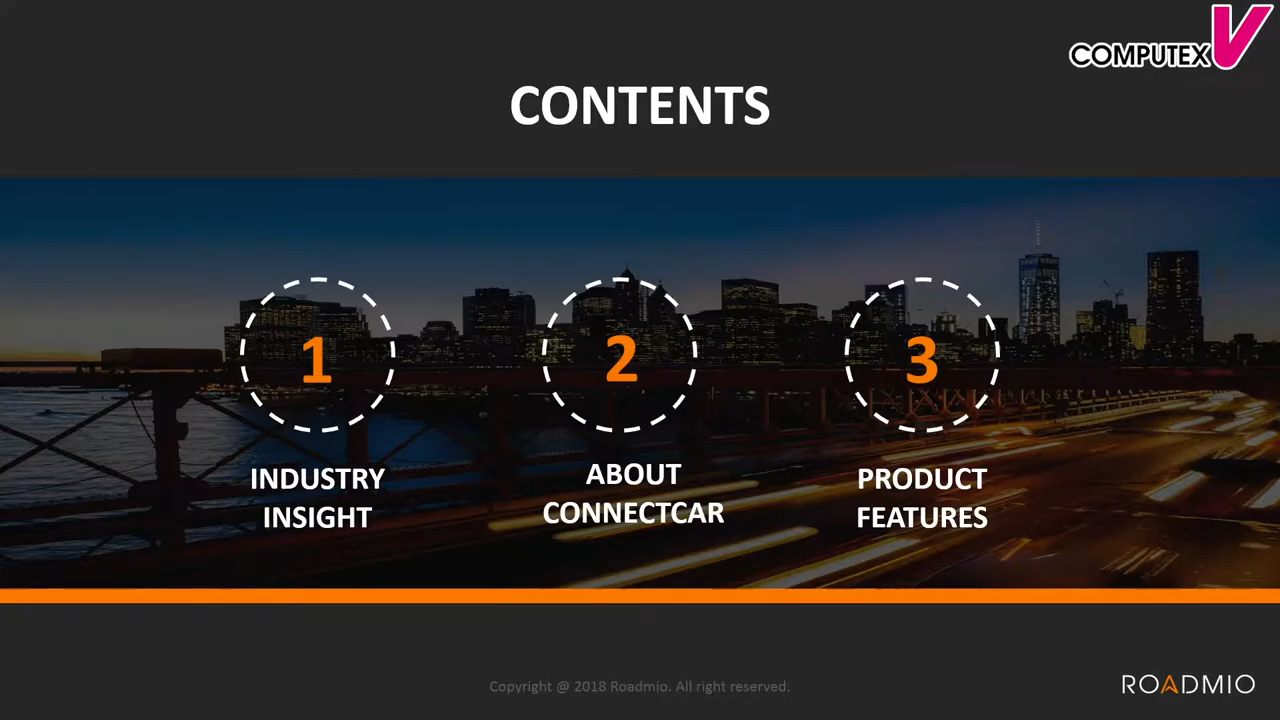 COMPUTEX V
CONTENTS
1
2
3
INDUSTRY
INSIGHT
ABOUT
CONNECTCAR
PRODUCT
FEATURES
Copyright @ 2018 Roadmio. All right reserved.
ROADMIO